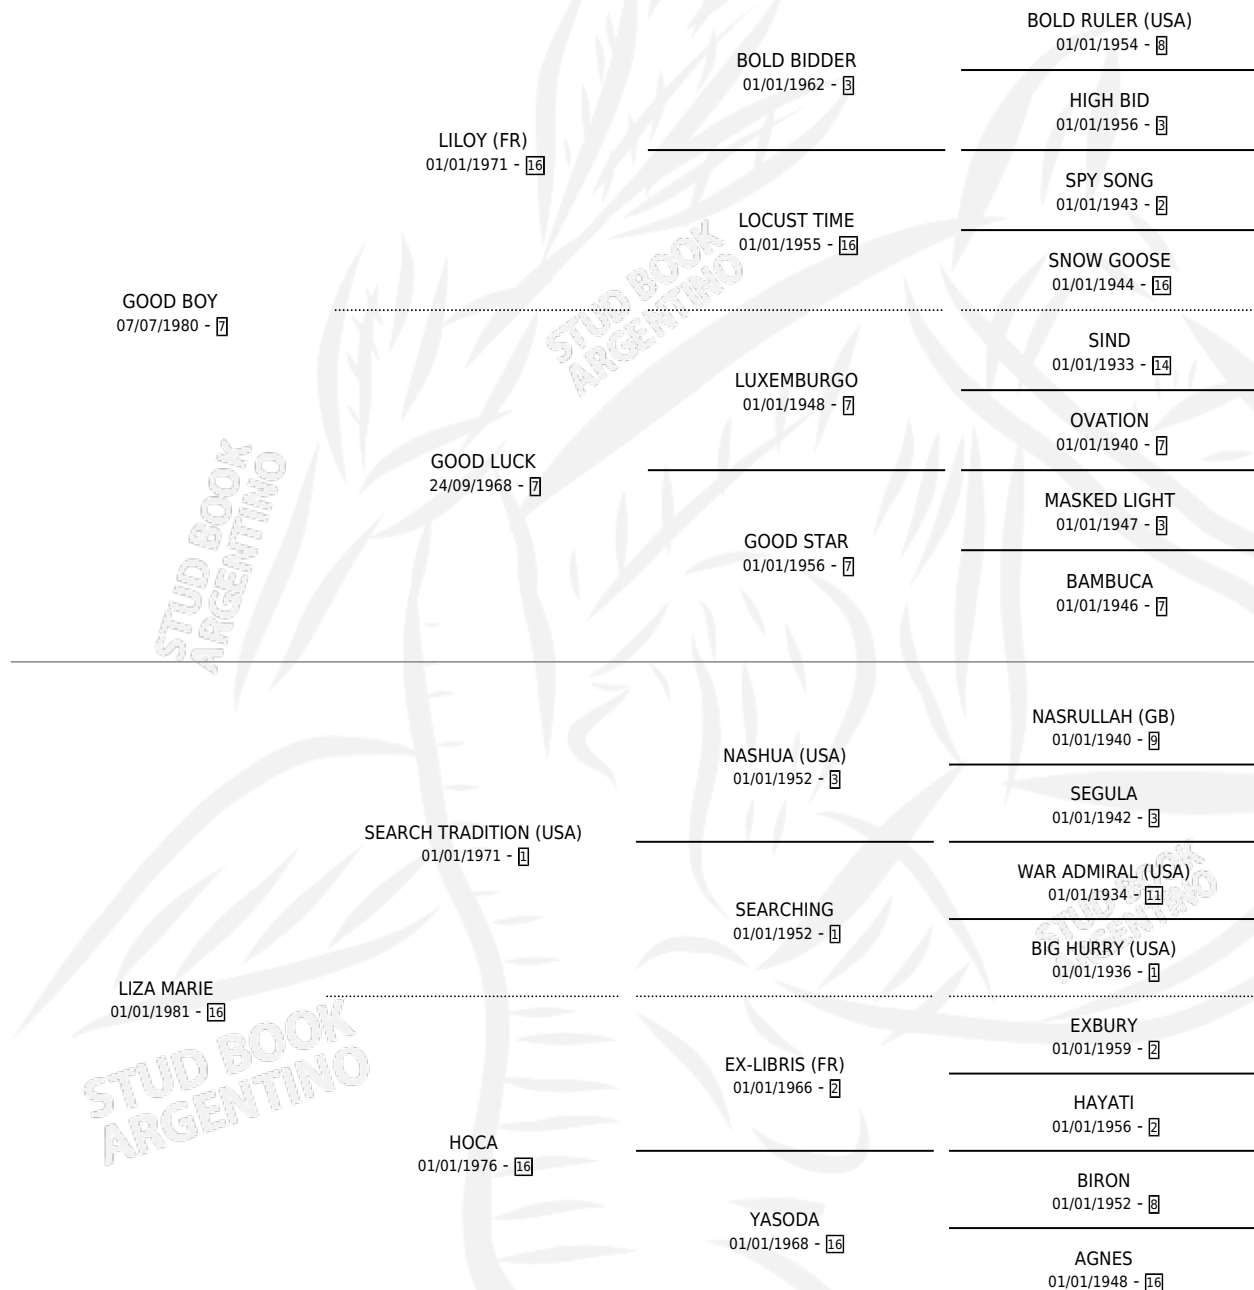 BOLD RULER (USA)
01/01/1954 - 8
BOLD BIDDER
01/01/1962 - 3
HIGH BID
01/01/1956 - 3
LILOY (FR)
01/01/1971 - 16
SPY SONG
01/01/1943 - 2
LOCUST TIME
01/01/1955 - 16
SNOW GOOSE
01/01/1944 - 16
GOOD BOY
07/07/1980 - 7
SIND
01/01/1933 - 14
LUXEMBURGO
01/01/1948 - 7
OVATION
01/01/1940 - 7
GOOD LUCK
24/09/1968 - 7
MASKED LIGHT
01/01/1947 - 3
GOOD STAR
01/01/1956 - 7
BAMBUCA
01/01/1946 - 7
NASRULLAH (GB)
01/01/1940 - 9
NASHUA (USA)
01/01/1952 - 3
SEGULA
01/01/1942 - 3
SEARCH TRADITION (USA)
01/01/1971 - 1
WAR ADMIRAL (USA)
01/01/1934 - 11
SEARCHING
01/01/1952 - 1
BIG HURRY (USA)
01/01/1936 - 1
LIZA MARIE
01/01/1981 - 16
EXBURY
01/01/1959 - 2
EX-LIBRIS (FR)
01/01/1966 - 2
HAYATI
01/01/1956 - 2
HOCA
01/01/1976 - 16
BIRON
01/01/1952 - 8
YASODA
01/01/1968 - 16
AGNES
01/01/1948 - 16
STUD BOOK
ARGENTINO
STUD BOOK
ARGENTINO
STUD BOOK
ARGENTINO
STUD BOOK
ARGENTINO